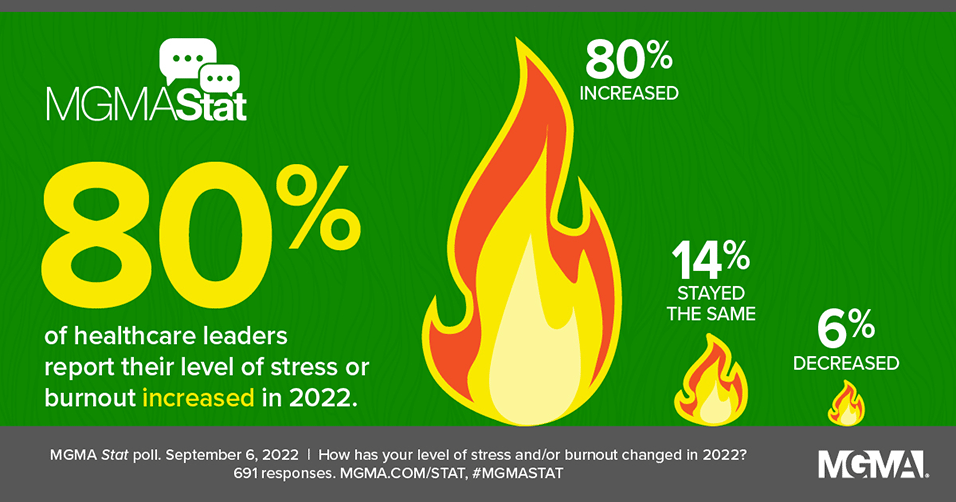 MGMAStat
80%
of healthcare leaders
report their level of stress or
burnout increased in 2022.
80%
INCREASED
14%
STAYED
THE SAME
6%
DECREASED
MGMA Stat poll. September 6, 2022 | How has your level of stress and/or burnout changed in 2022?
691 responses. MGMA.COM/STAT, #MGMASTAT
MGMA.